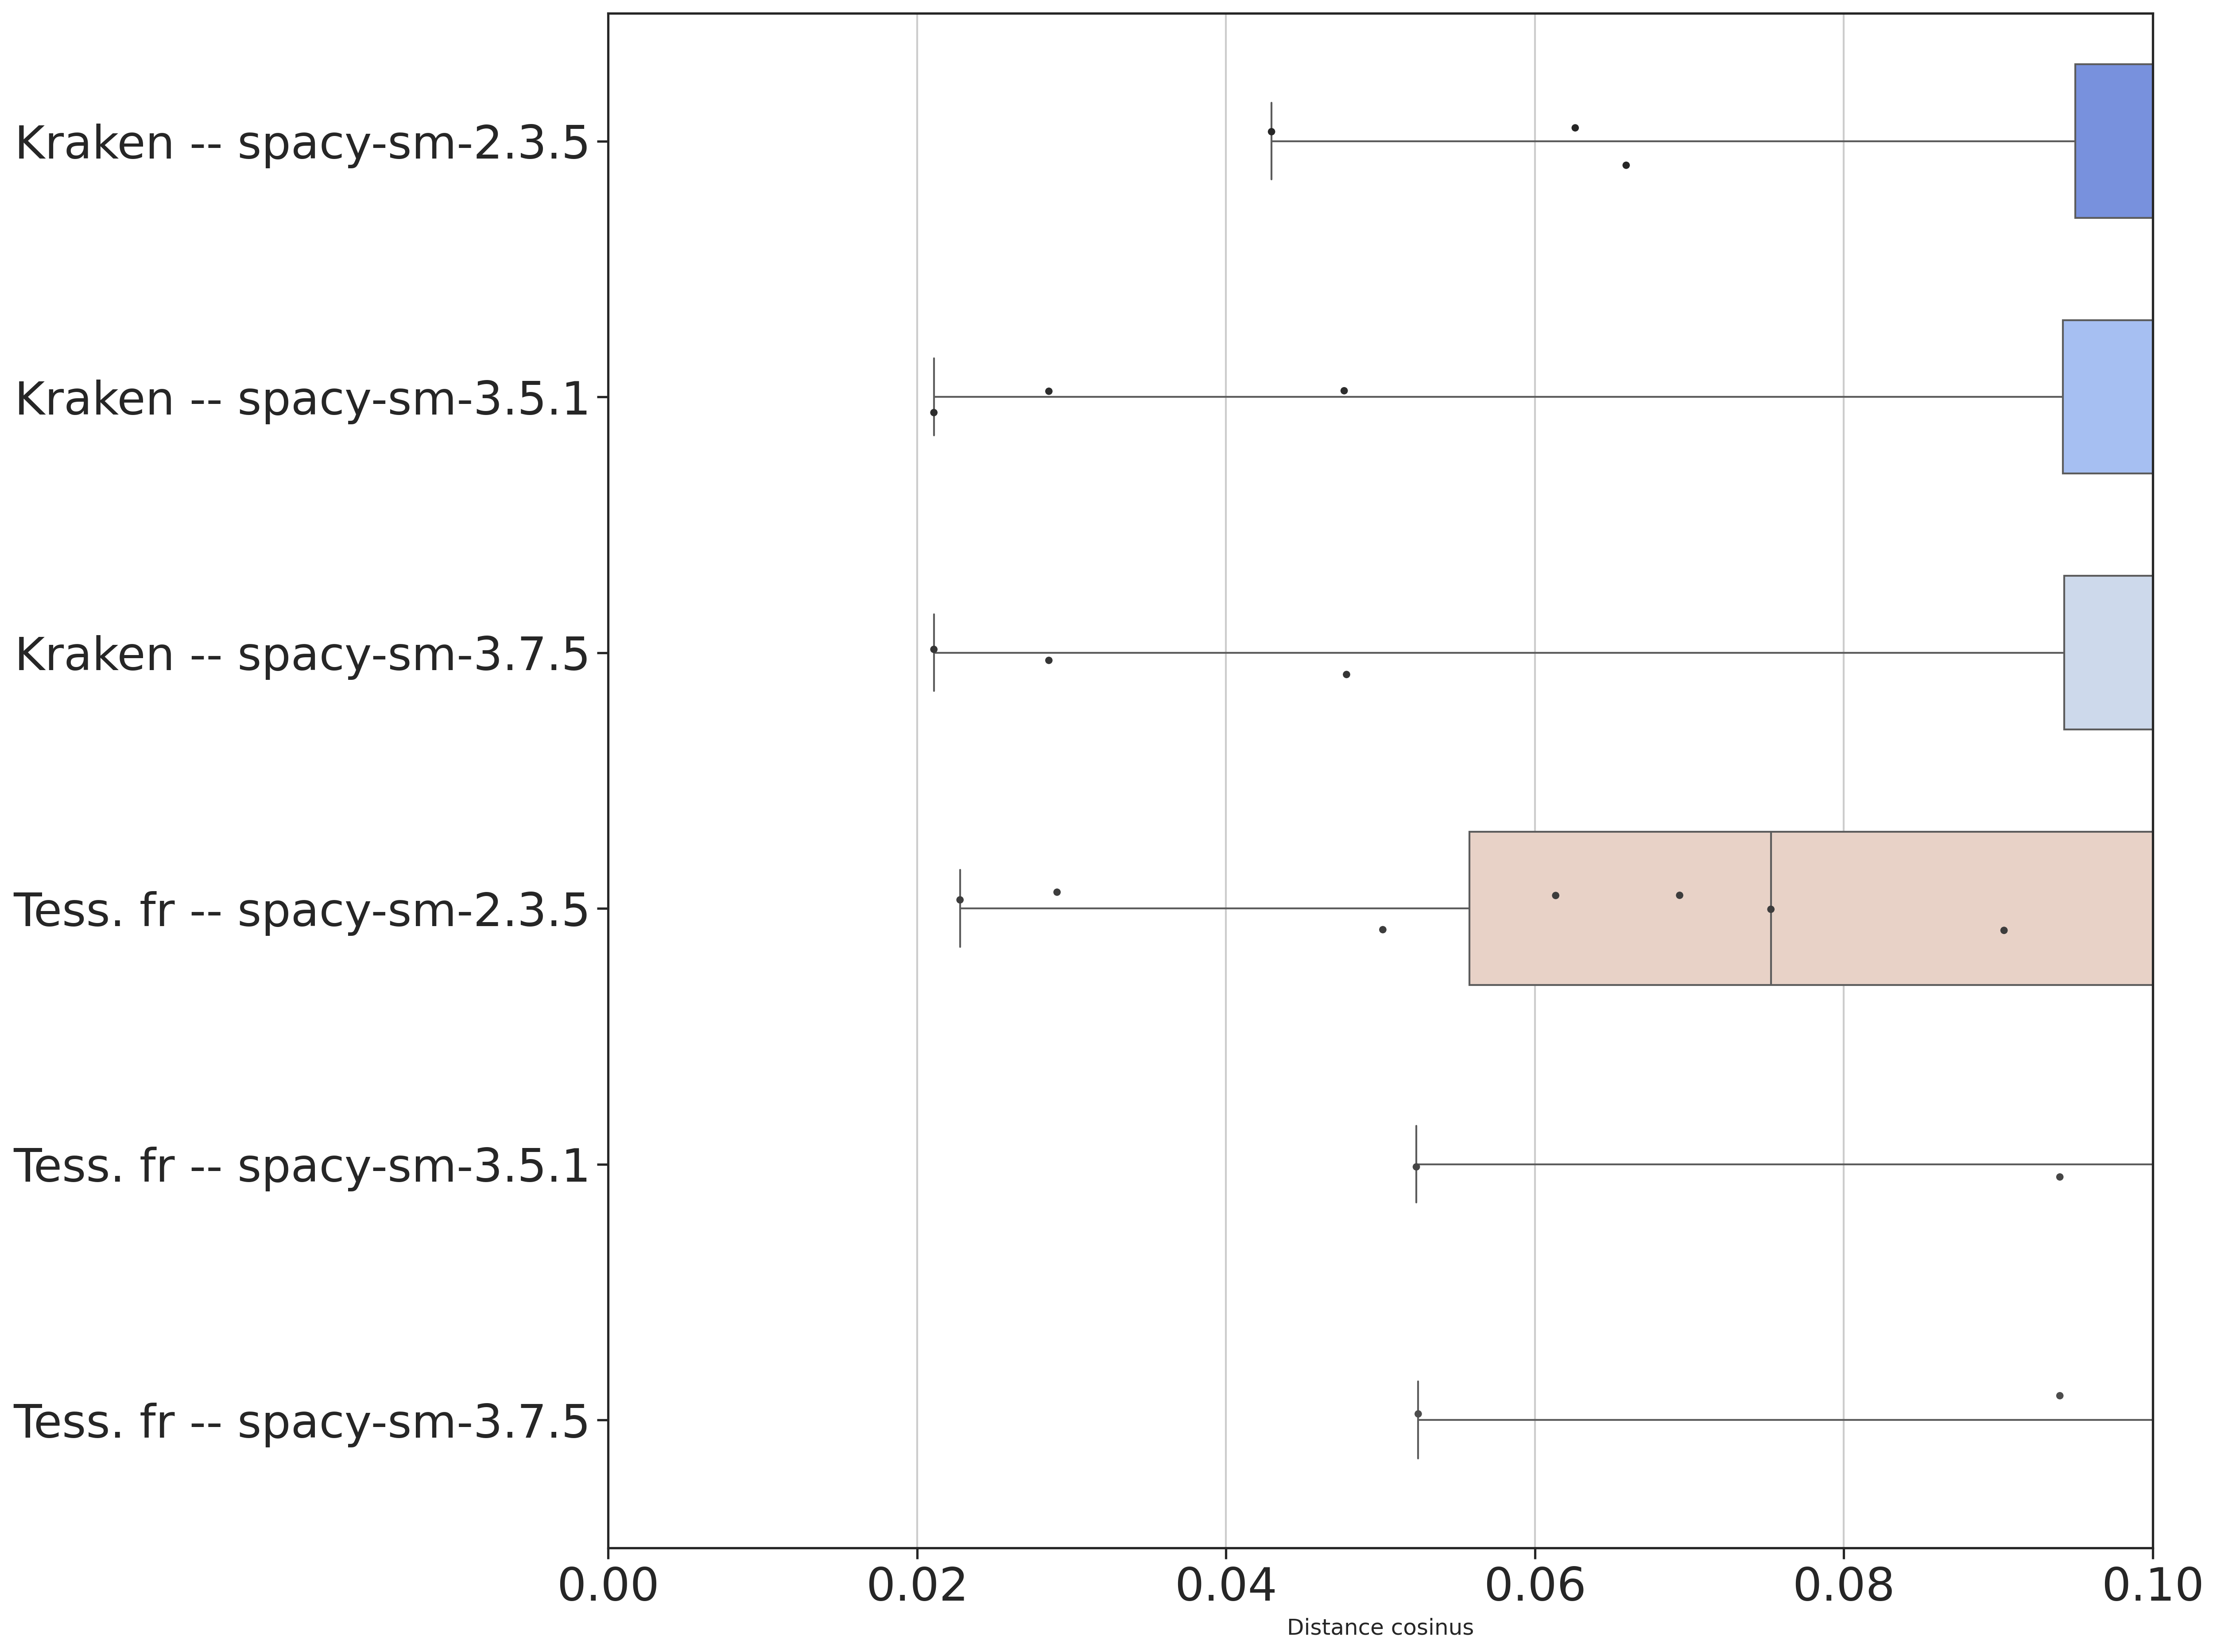 Kraken -- spacy-sm-2.3.5
Kraken -- spacy-sm-3.5.1
Kraken -- spacy-sm-3.7.5
Tess. fr -- spacy-sm-2.3.5
Tess. fr -- spacy-sm-3.5.1
Tess. fr -- spacy-sm-3.7.5
0.00 0.02 0.04 0.06 0.08 0.10
Distance cosinus